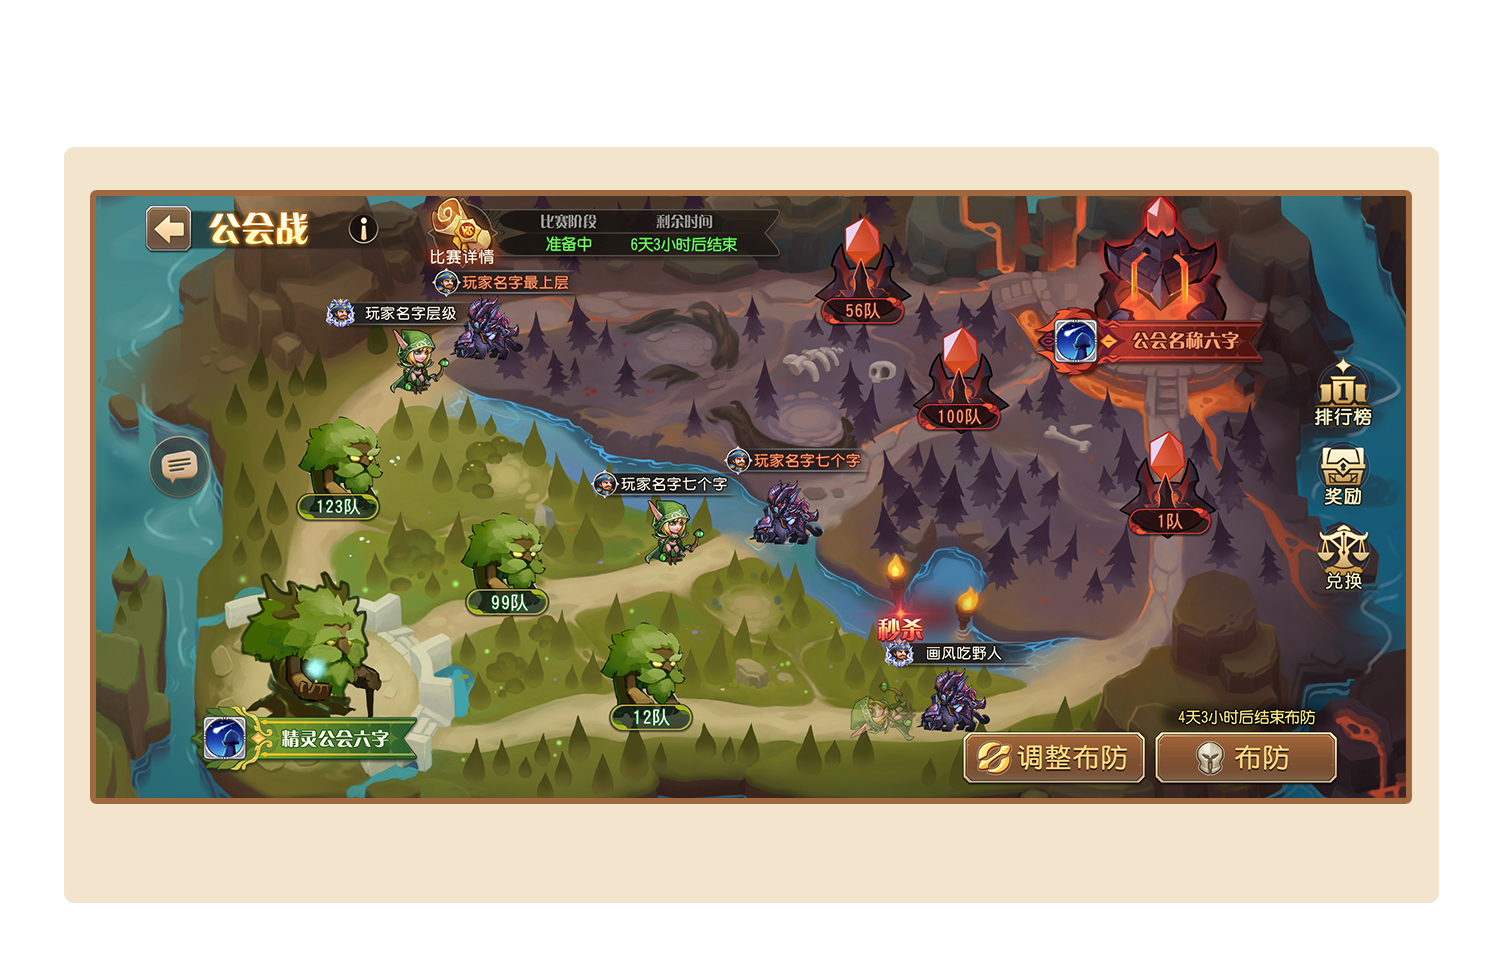 公会战
比赛详情
VS
比赛阶段
剩余时间
准备中
6天3小时后结束
玩家名字最上层
玩家名字层级
56队
公会名称六字
100队
排行榜
玩家名字七个字
玩家名字七个字
奖励
123队
1队
兑换
99队
秒杀
画风吃野人
12队
4天3小时后结束布防
精灵公会六字
调整布防
布防